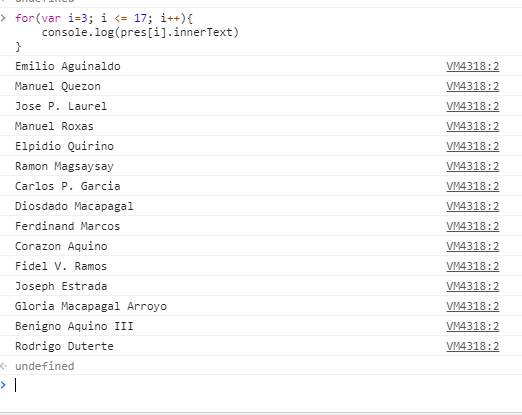 undefined
for(var i=3; i <= 17; i++){
console.log(pres[i].innerText)
}
Emilio Aguinaldo VM4318:2
Manuel Quezon VM4318:2
Jose P. Laurel VM4318:2
Manuel Roxas VM4318:2
Elpidio Quirino VM4318:2
Ramon Magsaysay VM4318:2
Carlos P. Garcia VM4318:2
Diosdado Macapagal VM4318:2
Ferdinand Marcos VM4318:2
Corazon Aquino VM4318:2
Fidel V. Ramos VM4318:2
Joseph Estrada VM4318:2
Gloria Macapagal Arroyo VM4318:2
Benigno Aquino III VM4318:2
Rodrigo Duterte VM4318:2
undefined